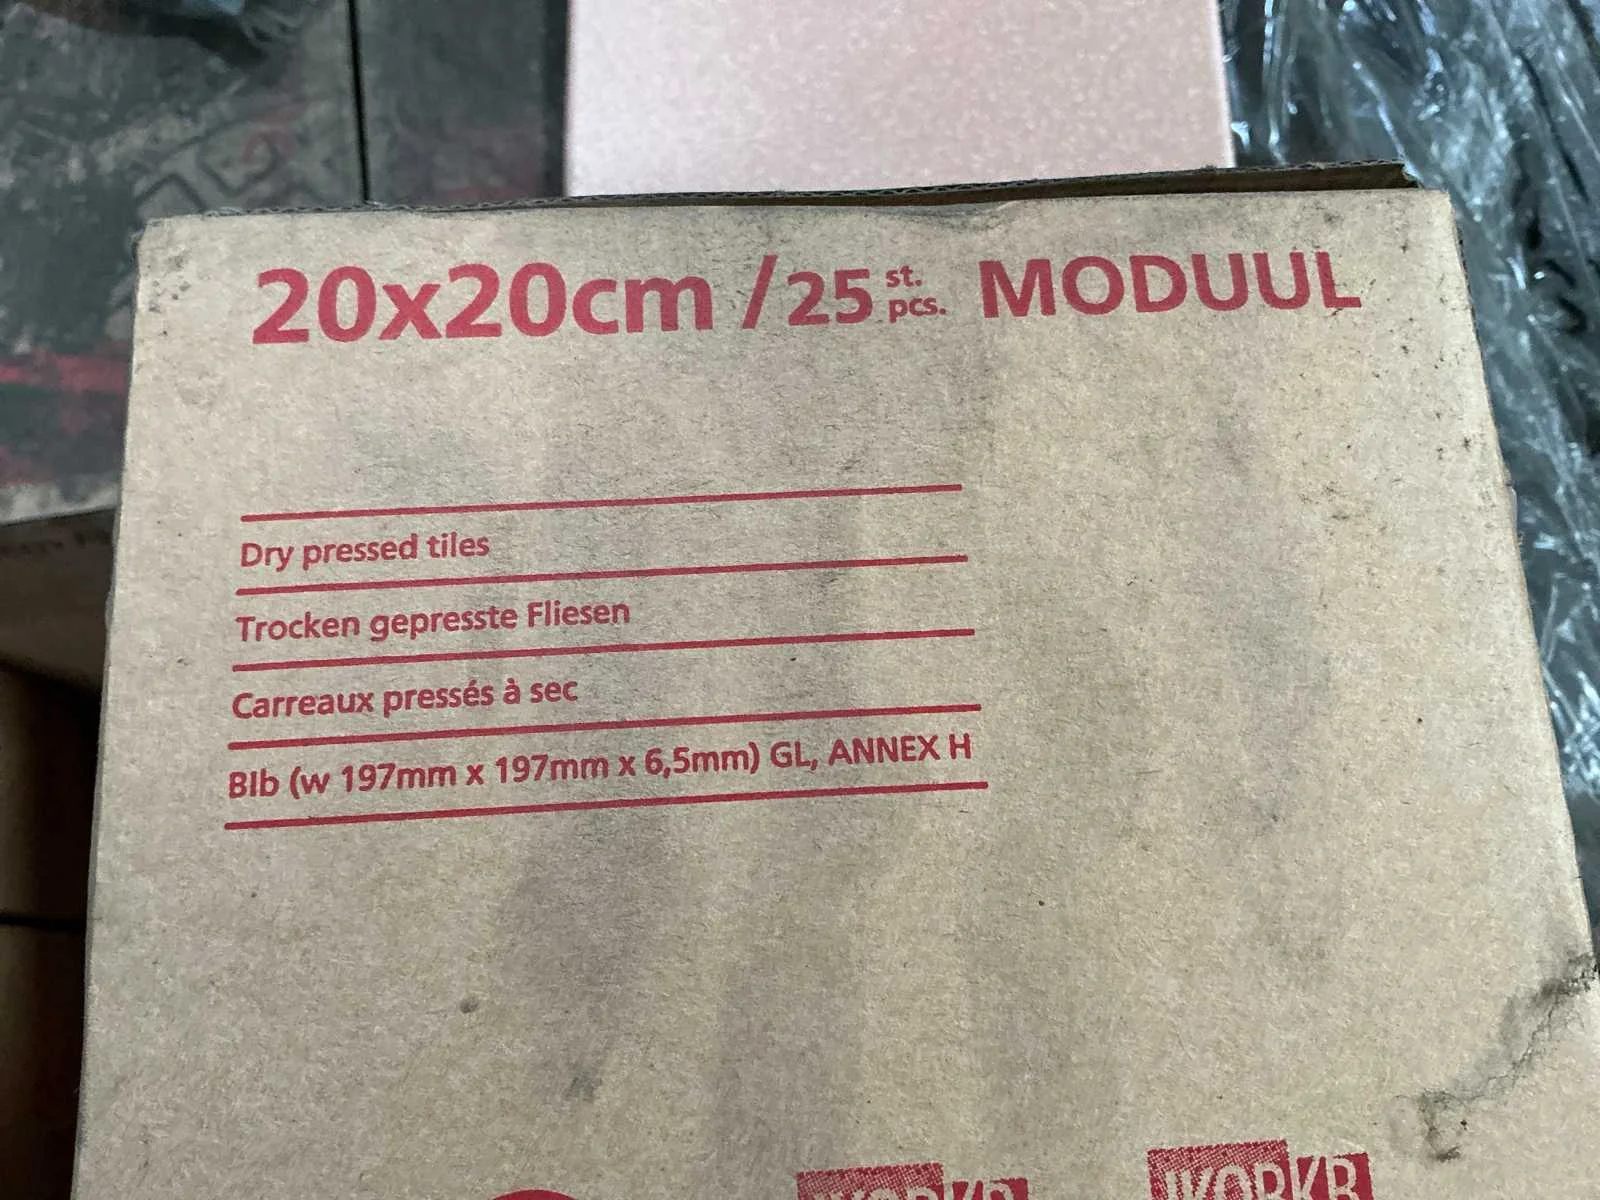 20x20cm / 25 st. pcs. MODUUL
Dry pressed tiles
Trocken gepresste Fliesen
Carreaux pressés à sec
BIb (w 197mm x 197mm x 6,5mm) GL, ANNEX H